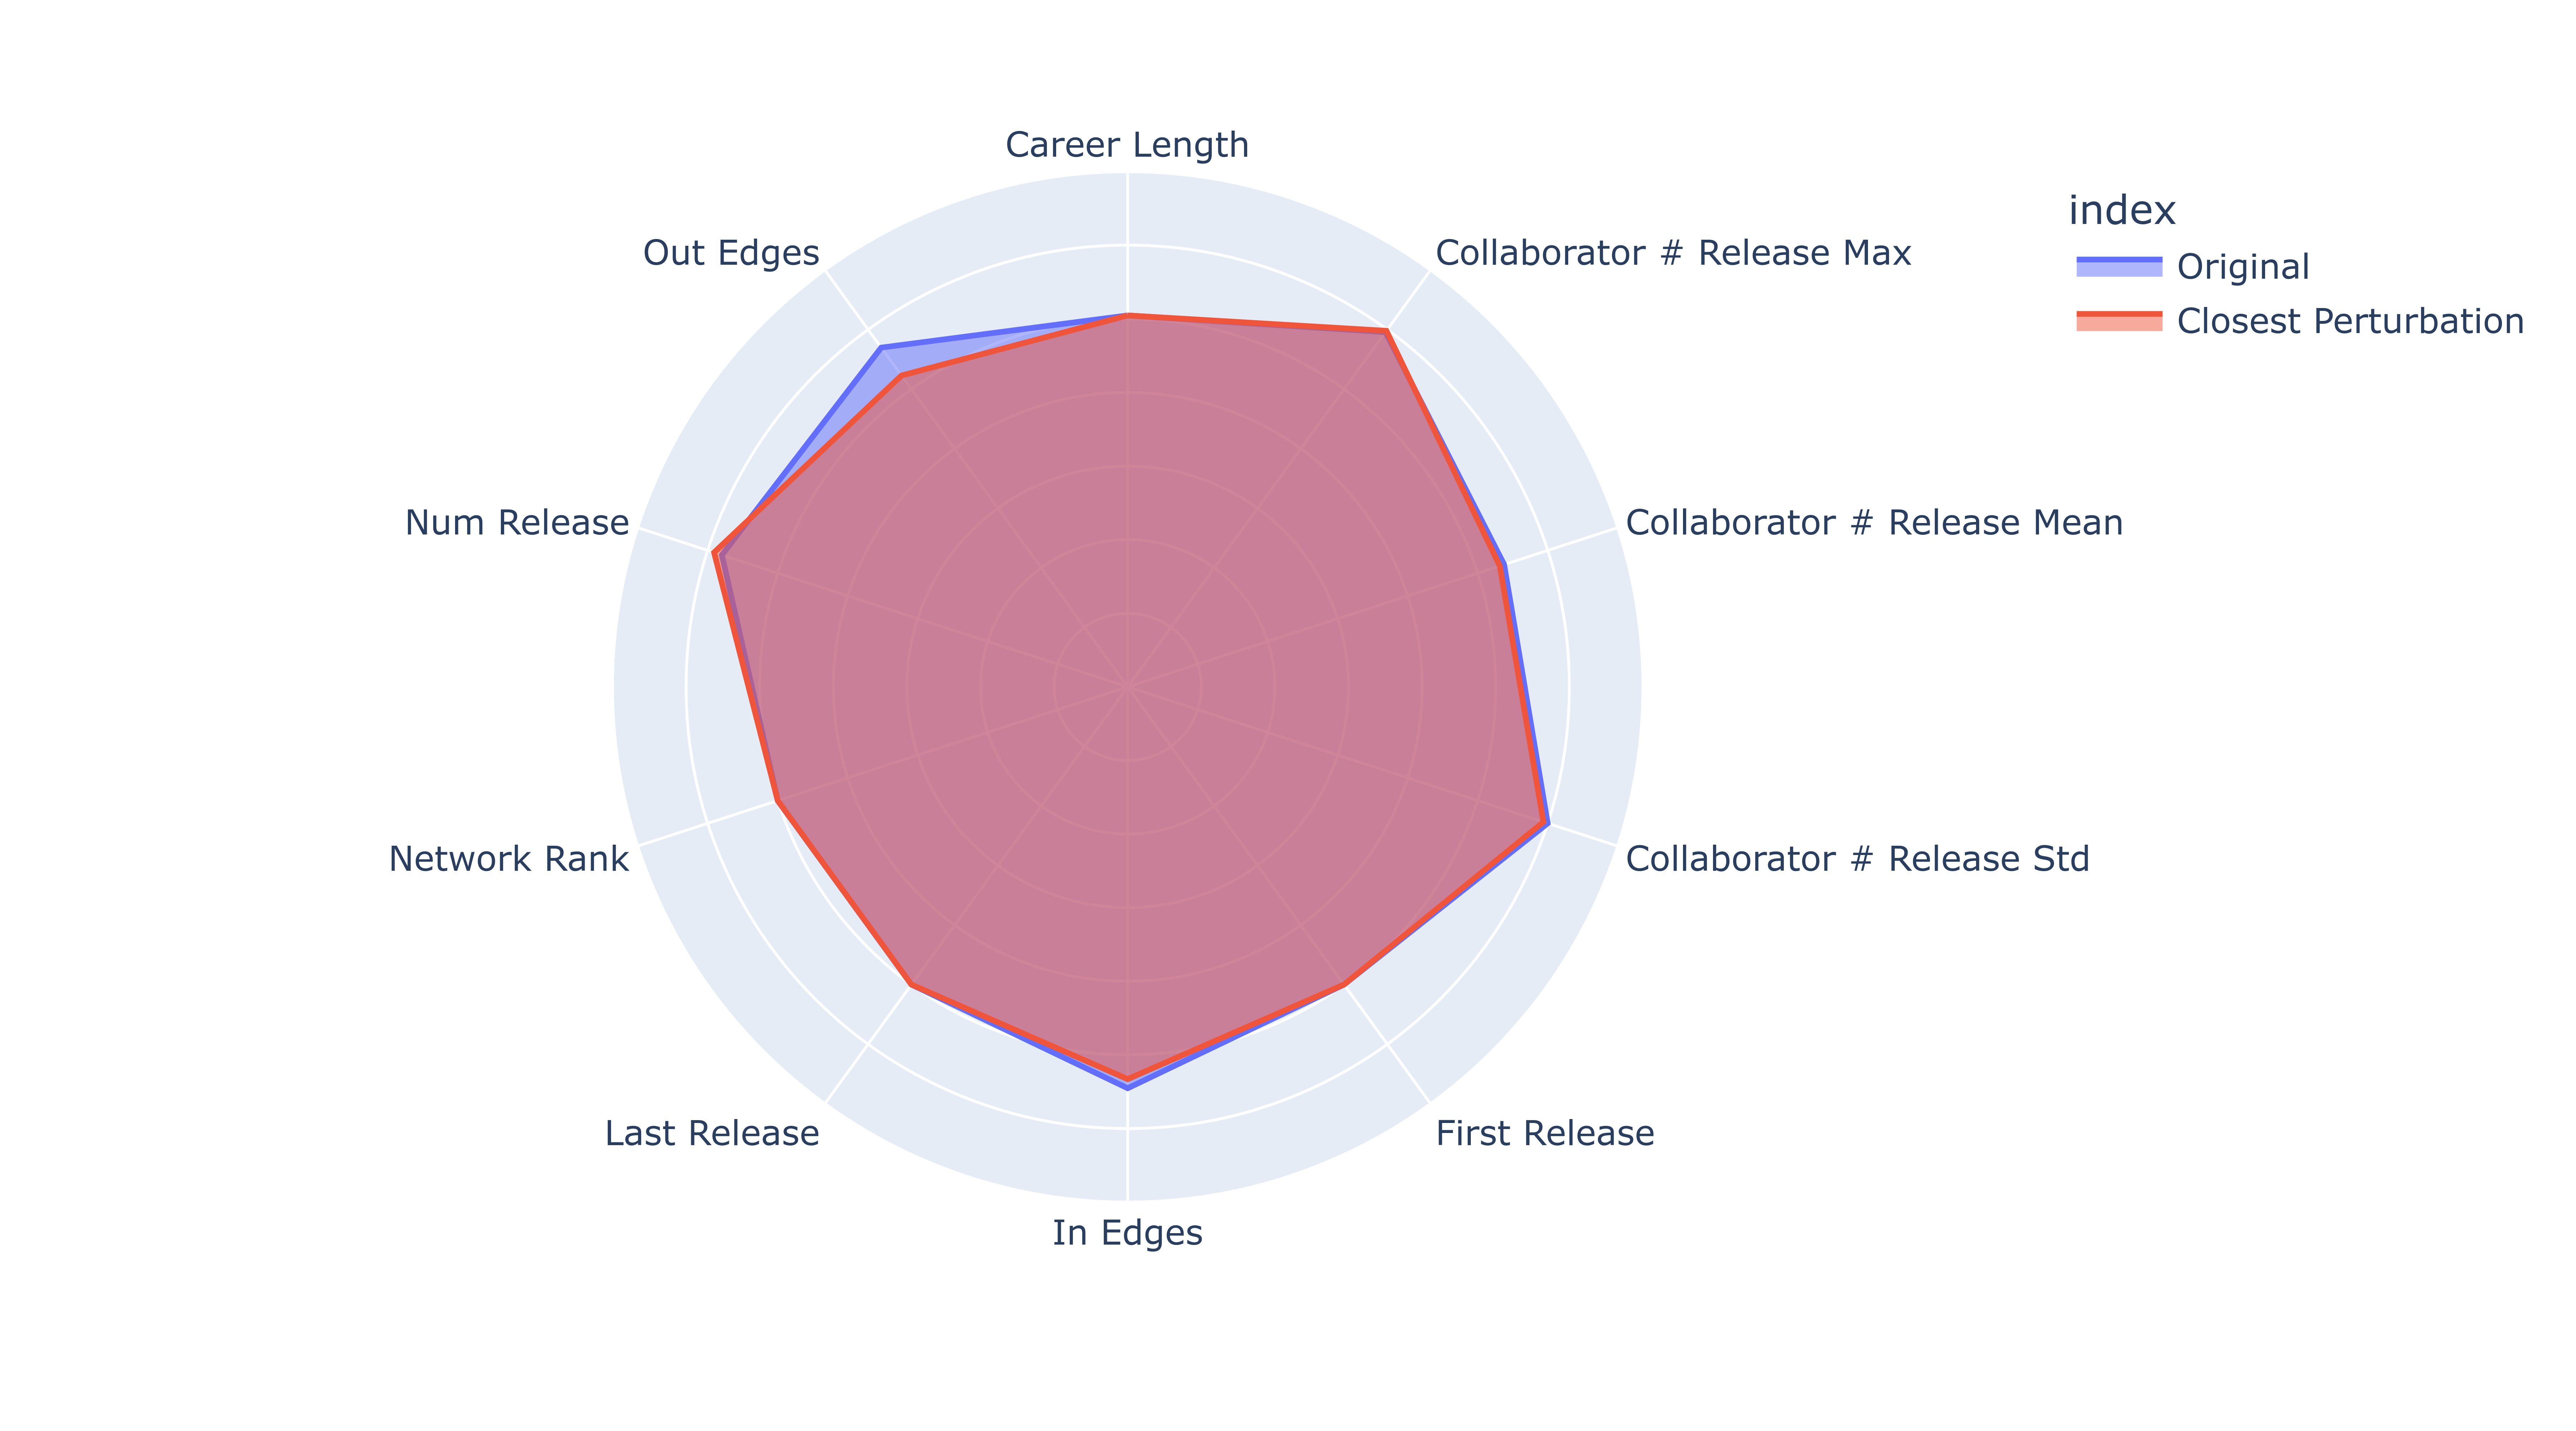 Career Length
Out Edges
Collaborator # Release Max
index
Original
Closest Perturbation
Num Release
Collaborator # Release Mean
Network Rank
Collaborator # Release Std
Last Release
First Release
In Edges